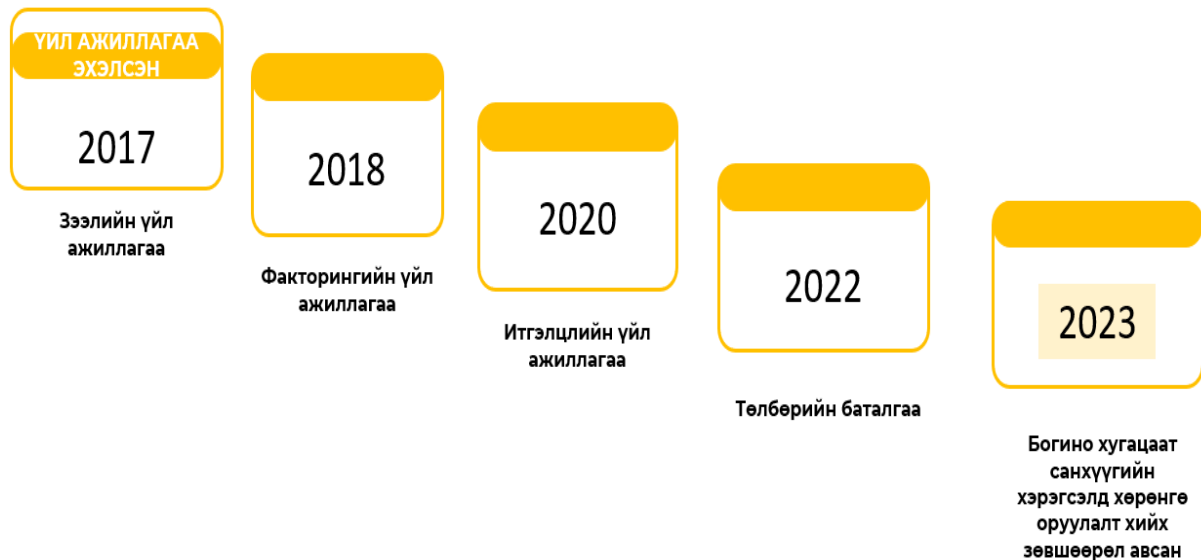 ҮЙЛ АЖИЛЛАГАА
ЭХЭЛСЭН
2017
Зээлийн үйл
ажиллагаа
2018
Факторингийн үйл
ажиллагаа
2020
Итгэлцлийн үйл
ажиллагаа
2022
Төлбөрийн баталгаа
2023
Богино хугацаат
санхүүгийн
хэрэгсэлд хөрөнгө
оруулалт хийх
зөвшөөрөл авсан